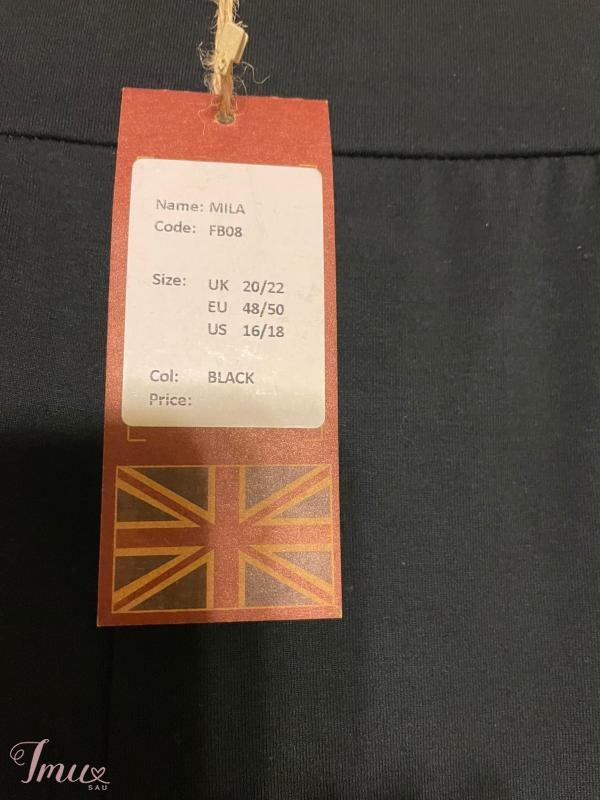 Name: MILA
Code: FB08
Size: UK 20/22
EU 48/50
US 16/18
Col: BLACK
Price:
Imu
SAU